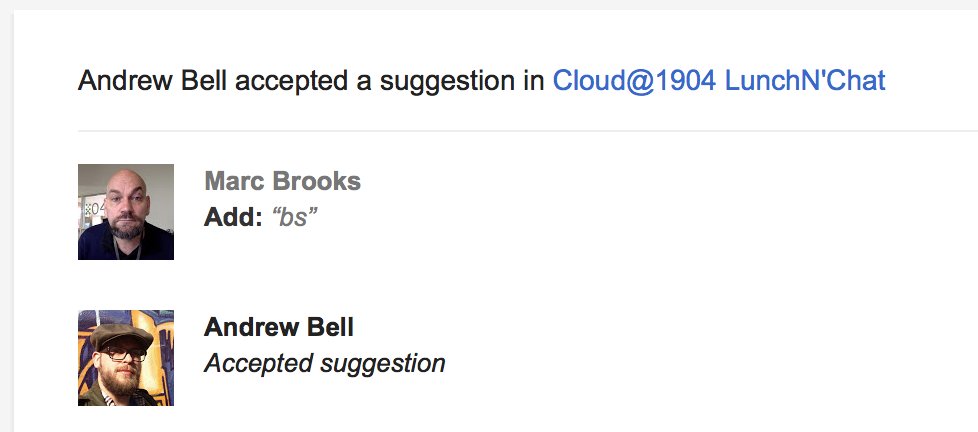 Andrew Bell accepted a suggestion in Cloud@1904 LunchN'Chat
Marc Brooks
Add: “bs”
Andrew Bell
Accepted suggestion